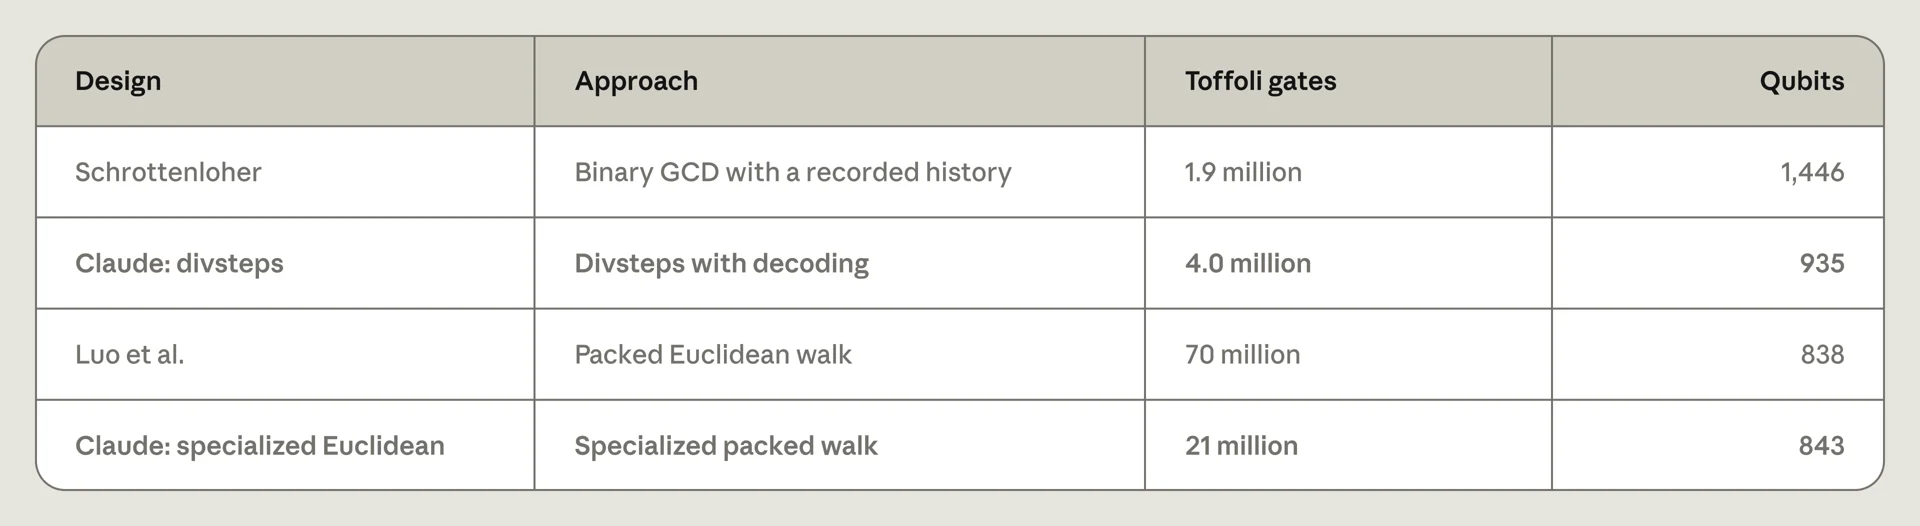 Design Approach Toffoli gates Qubits
Schrottenloher Binary GCD with a recorded history 1.9 million 1,446
Claude: divsteps Divsteps with decoding 4.0 million 935
Luo et al. Packed Euclidean walk 70 million 838
Claude: specialized Euclidean Specialized packed walk 21 million 843